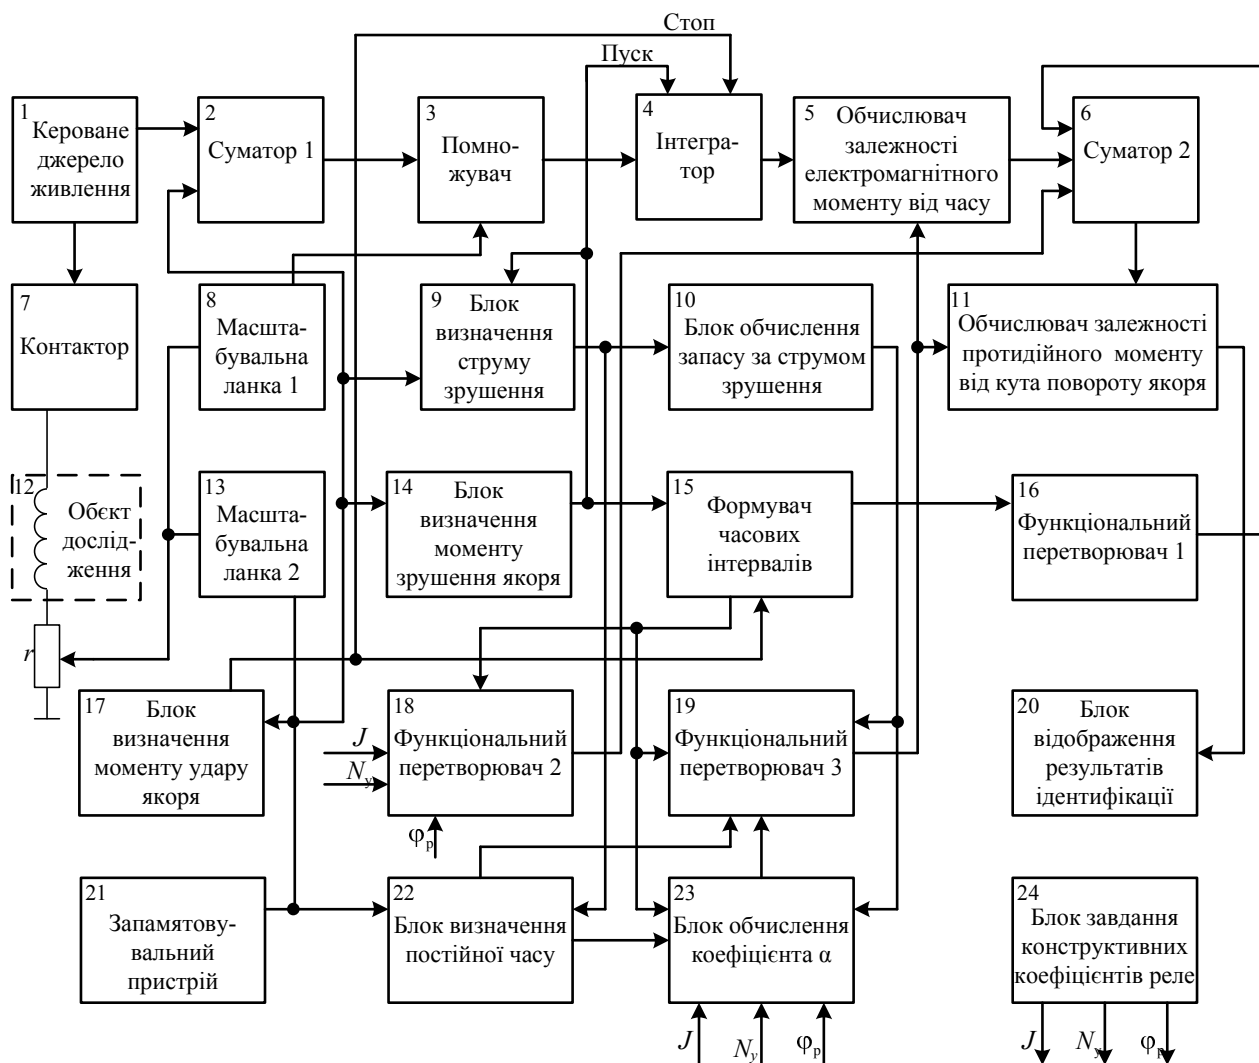 Стоп
Пуск
1
Кероване
джерело
живлення
2
Суматор 1
3
Помно-
жувач
4
Інтегра-
тор
5
Обчислювач
залежності
електромагнітного
моменту від часу
6
Суматор 2
7
Контактор
8
Масшта-
бувальна
ланка 1
9
Блок
визначення
струму
зрушення
10
Блок обчислення
запасу за струмом
зрушення
11
Обчислювач залежності
протидійного моменту
від кута повороту якоря
12
Обєкт
дослід-
ження
r
13
Масшта-
бувальна
ланка 2
14
Блок
визначення
моменту
зрушення якоря
15
Формувач
часових
інтервалів
16
Функціональний
перетворювач 1
17
Блок
визначення
моменту удару
якоря
J
Nу
φр
18
Функціональний
перетворювач 2
19
Функціональний
перетворювач 3
20
Блок
відображення
результатів
ідентифікації
21
Запамятову-
вальний
пристрій
22
Блок визначення
постійної часу
23
Блок обчислення
коефіцієнта α
J
Nу
φр
24
Блок завдання
конструктивних
коефіцієнтів реле
J
Nу
φр